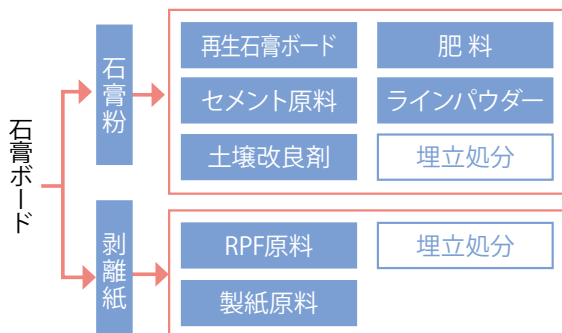 石膏ボード
石膏粉
再生石膏ボード
肥料
セメント原料
ラインパウダー
土壌改良剤
埋立処分
剥離紙
RPF原料
埋立処分
製紙原料